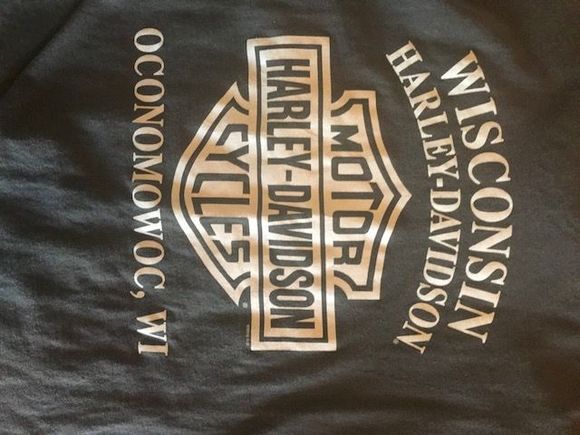 WISCONSIN
HARLEY-DAVIDSON
MOTOR
HARLEY-DAVIDSON
CYCLES
OCONOMOWOC, WI